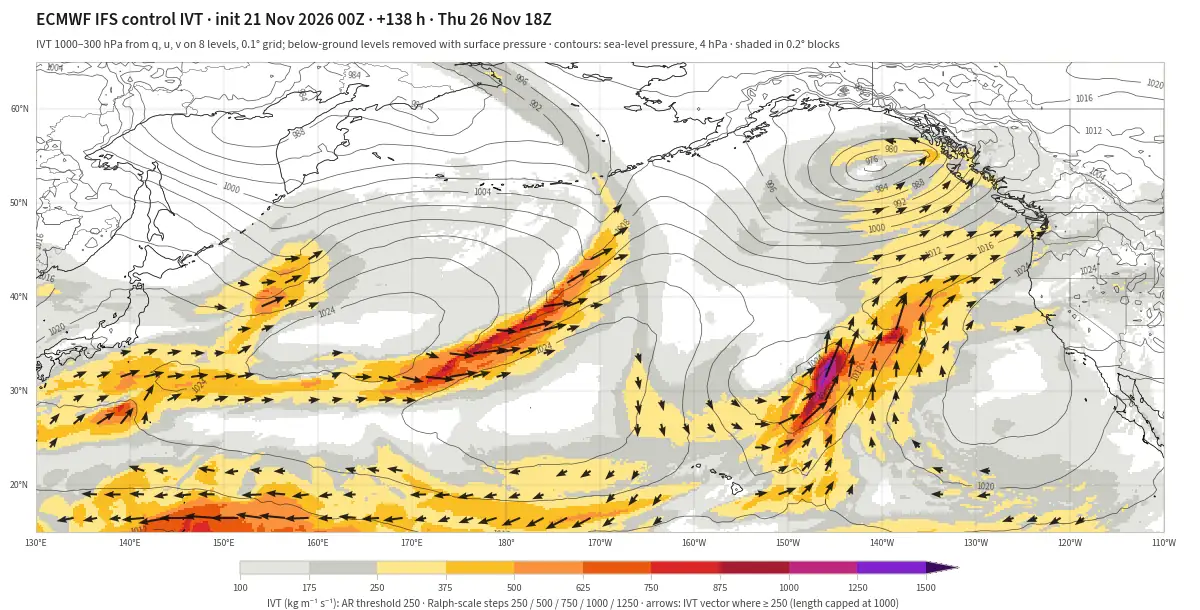 ECMWF IFS control IVT · init 21 Nov 2026 00Z · +138 h · Thu 26 Nov 18Z
IVT 1000–300 hPa from q, u, v on 8 levels, 0.1° grid; below-ground levels removed with surface pressure · contours: sea-level pressure, 4 hPa · shaded in 0.2° blocks
1004
984
996
1020
992
984
1016
60°N
988
980
1012
976
1004
1000
1004
996
984
988
50°N
992
1000
1016
1012
1016
1016
1024
1024
40°N
1024
1020
1024
1012
30°N
1024
20°N
1020
130°E
140°E
150°E
160°E
170°E
180°
170°W
160°W
150°W
140°W
130°W
120°W
110°W
100
175
250
375
500
625
750
875
1000
1250
1500
IVT (kg m⁻¹ s⁻¹): AR threshold 250 · Ralph-scale steps 250 / 500 / 750 / 1000 / 1250 · arrows: IVT vector where ≥ 250 (length capped at 1000)